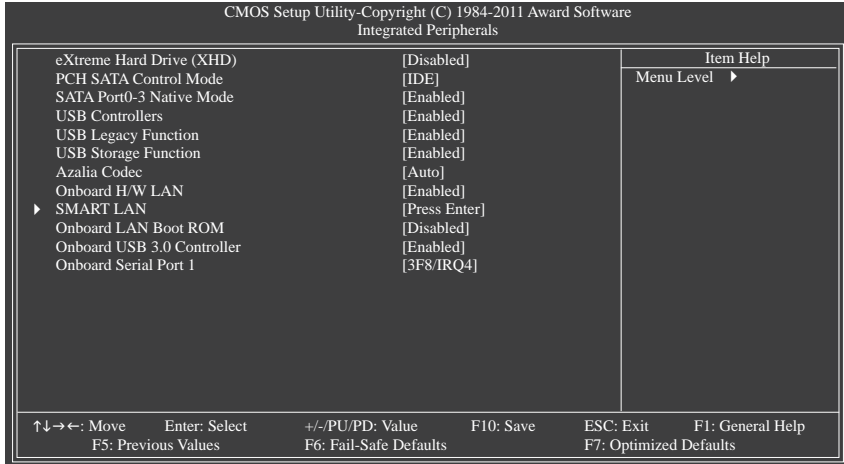 CMOS Setup Utility-Copyright (C) 1984-2011 Award Software
Integrated Peripherals
eXtreme Hard Drive (XHD) [Disabled]
PCH SATA Control Mode [IDE]
SATA Port0-3 Native Mode [Enabled]
USB Controllers [Enabled]
USB Legacy Function [Enabled]
USB Storage Function [Enabled]
Azalia Codec [Auto]
Onboard H/W LAN [Enabled]
SMART LAN [Press Enter]
Onboard LAN Boot ROM [Disabled]
Onboard USB 3.0 Controller [Enabled]
Onboard Serial Port 1 [3F8/IRQ4]
Item Help
Menu Level
↑↓→←: Move Enter: Select +/-/PU/PD: Value F10: Save ESC: Exit F1: General Help
F5: Previous Values F6: Fail-Safe Defaults F7: Optimized Defaults